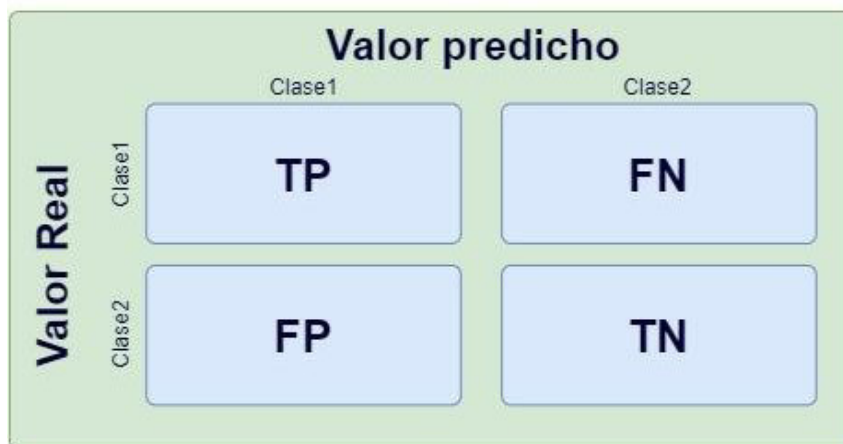 Valor predicho
Clase1 Clase2
Valor Real
Clase1
TP FN
Clase2
FP TN